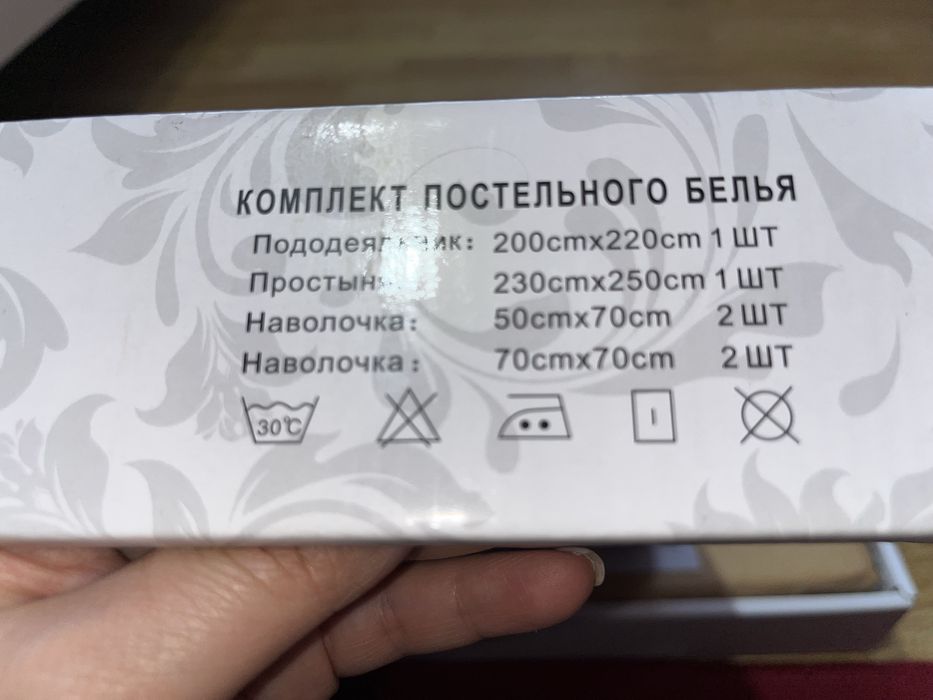 КОМПЛЕКТ ПОСТЕЛЬНОГО БЕЛЬЯ
200cmx220cm 1 ШТ
230cmx250cm 1 ШТ
Наволочка: 50cmx70cm 2 ШТ
Наволочка: 70cmx70cm 2 ШТ
30℃